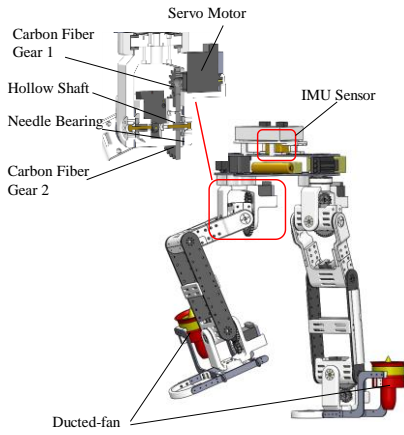 Servo Motor
Carbon Fiber
Gear 1
Hollow Shaft
IMU Sensor
Needle Bearing
Carbon Fiber
Gear 2
Ducted-fan